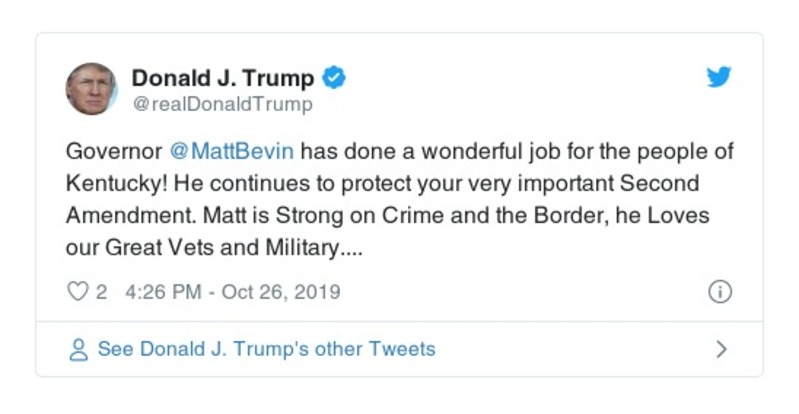 Donald J. Trump
@realDonaldTrump
Governor @MattBevin has done a wonderful job for the people of
Kentucky! He continues to protect your very important Second
Amendment. Matt is Strong on Crime and the Border, he Loves
our Great Vets and Military....
2 4:26 PM - Oct 26, 2019
See Donald J. Trump's other Tweets